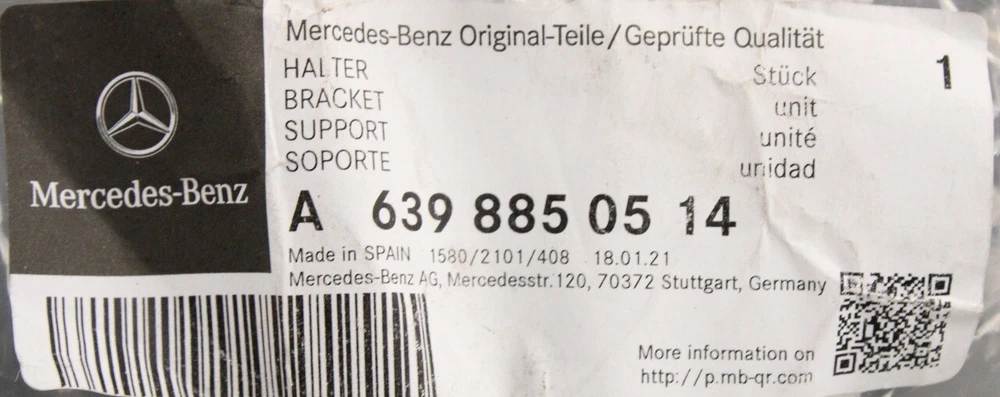 Mercedes-Benz
Mercedes-Benz Original-Teile/Geprüfte Qualität
HALTER Stück 1
BRACKET unit
SUPPORT unité
SOPORTE unidad
A 639 885 05 14
Made in SPAIN 1580/2101/408 18.01.21
Mercedes-Benz AG, Mercedesstr.120, 70372 Stuttgart, Germany
More information on
http://p.mb-qr.com